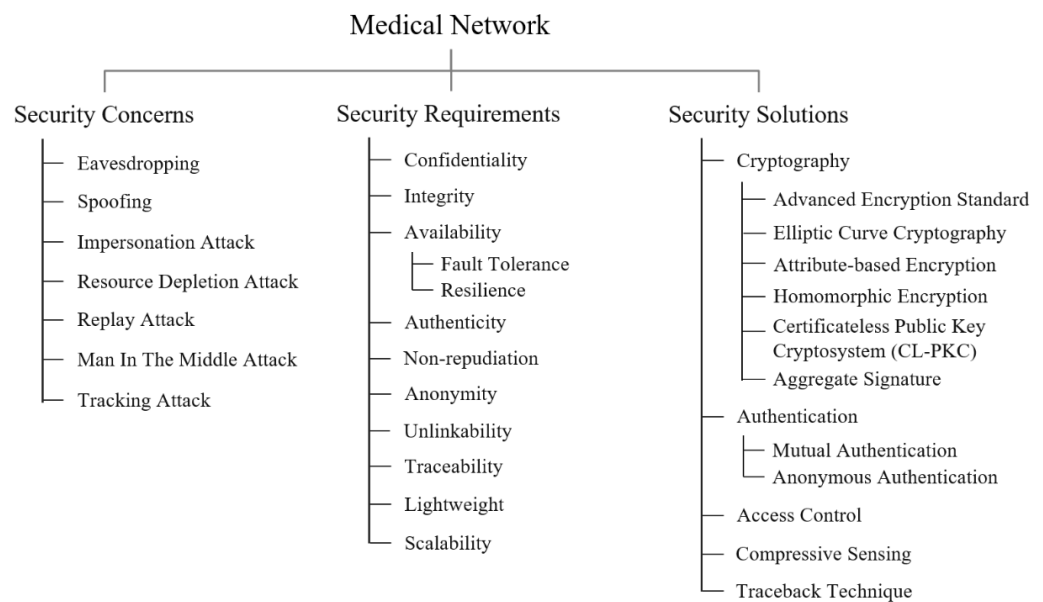 Medical Network
Security Concerns
Eavesdropping
Spoofing
Impersonation Attack
Resource Depletion Attack
Replay Attack
Man In The Middle Attack
Tracking Attack
Security Requirements
Confidentiality
Integrity
Availability
Fault Tolerance
Resilience
Authenticity
Non-repudiation
Anonymity
Unlinkability
Traceability
Lightweight
Scalability
Security Solutions
Cryptography
Advanced Encryption Standard
Elliptic Curve Cryptography
Attribute-based Encryption
Homomorphic Encryption
Certificateless Public Key
Cryptosystem (CL-PKC)
Aggregate Signature
Authentication
Mutual Authentication
Anonymous Authentication
Access Control
Compressive Sensing
Traceback Technique